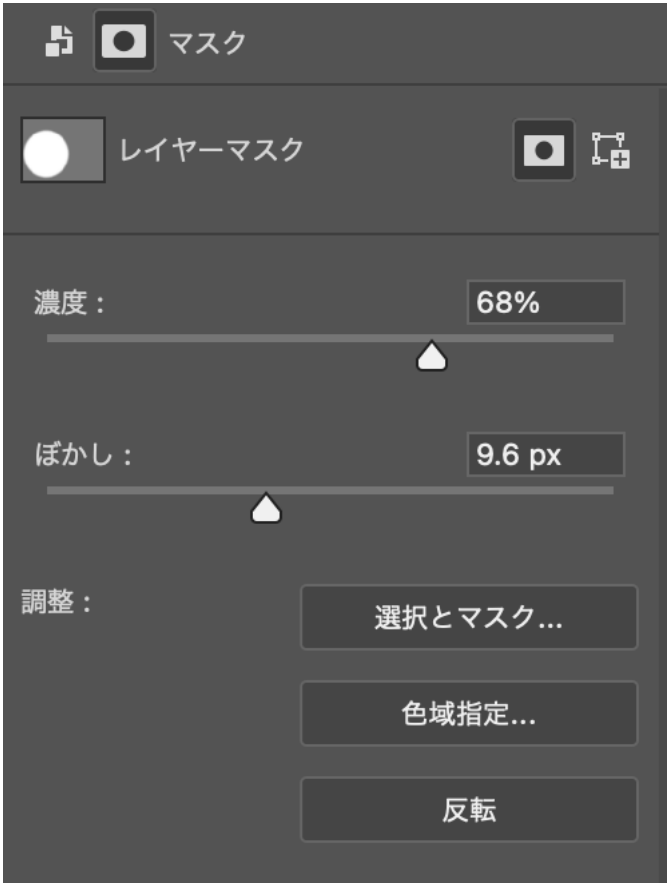 マスク
レイヤーマスク
濃度： 68%
ぼかし： 9.6 px
調整： 選択とマスク...
色域指定...
反転